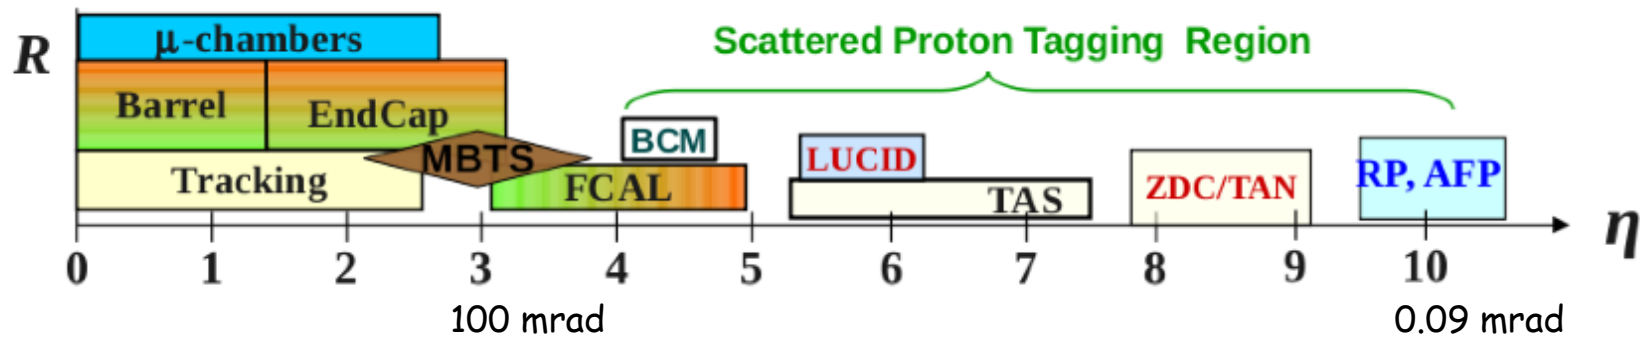 Scattered Proton Tagging Region
R
μ-chambers
Barrel
EndCap
BCM
MBTS
LUCID
Tracking
FCAL
TAS
ZDC/TAN
RP, AFP
η
0 1 2 3 4 5 6 7 8 9 10
100 mrad
0.09 mrad